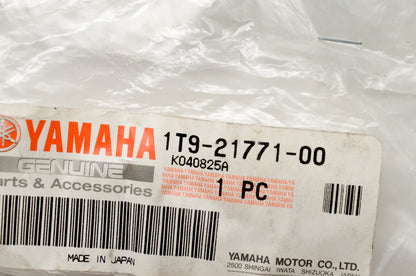 YAMAHA 1T9-21771-00
K040825A
GENUINE
Parts & Accessories
1 PC
MADE IN JAPAN
YAMAHA MOTOR CO.,LTD.
2500 SHINGAI IWATA SHIZUOKA JAPAN